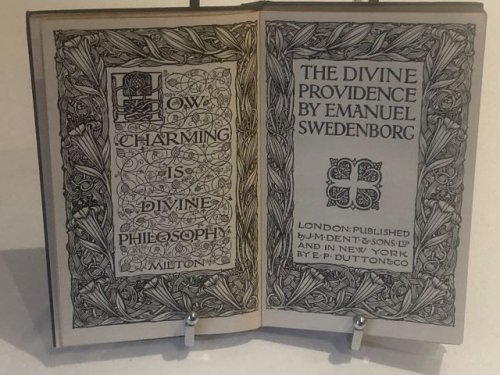 HOW
CHARMING
IS
DIVINE
PHILOSOPHY
MILTON
THE DIVINE
PROVIDENCE
BY EMANUEL
SWEDENBORG
LONDON: PUBLISHED
by J·M·DENT·&·SONS·LTD
AND IN NEW YORK
BY E·P·DUTTON&CO